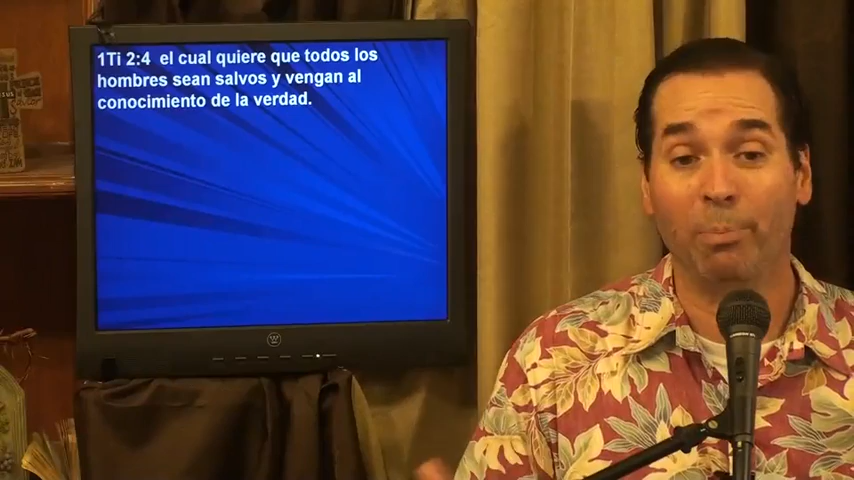 1Ti 2:4 el cual quiere que todos los
hombres sean salvos y vengan al
conocimiento de la verdad.